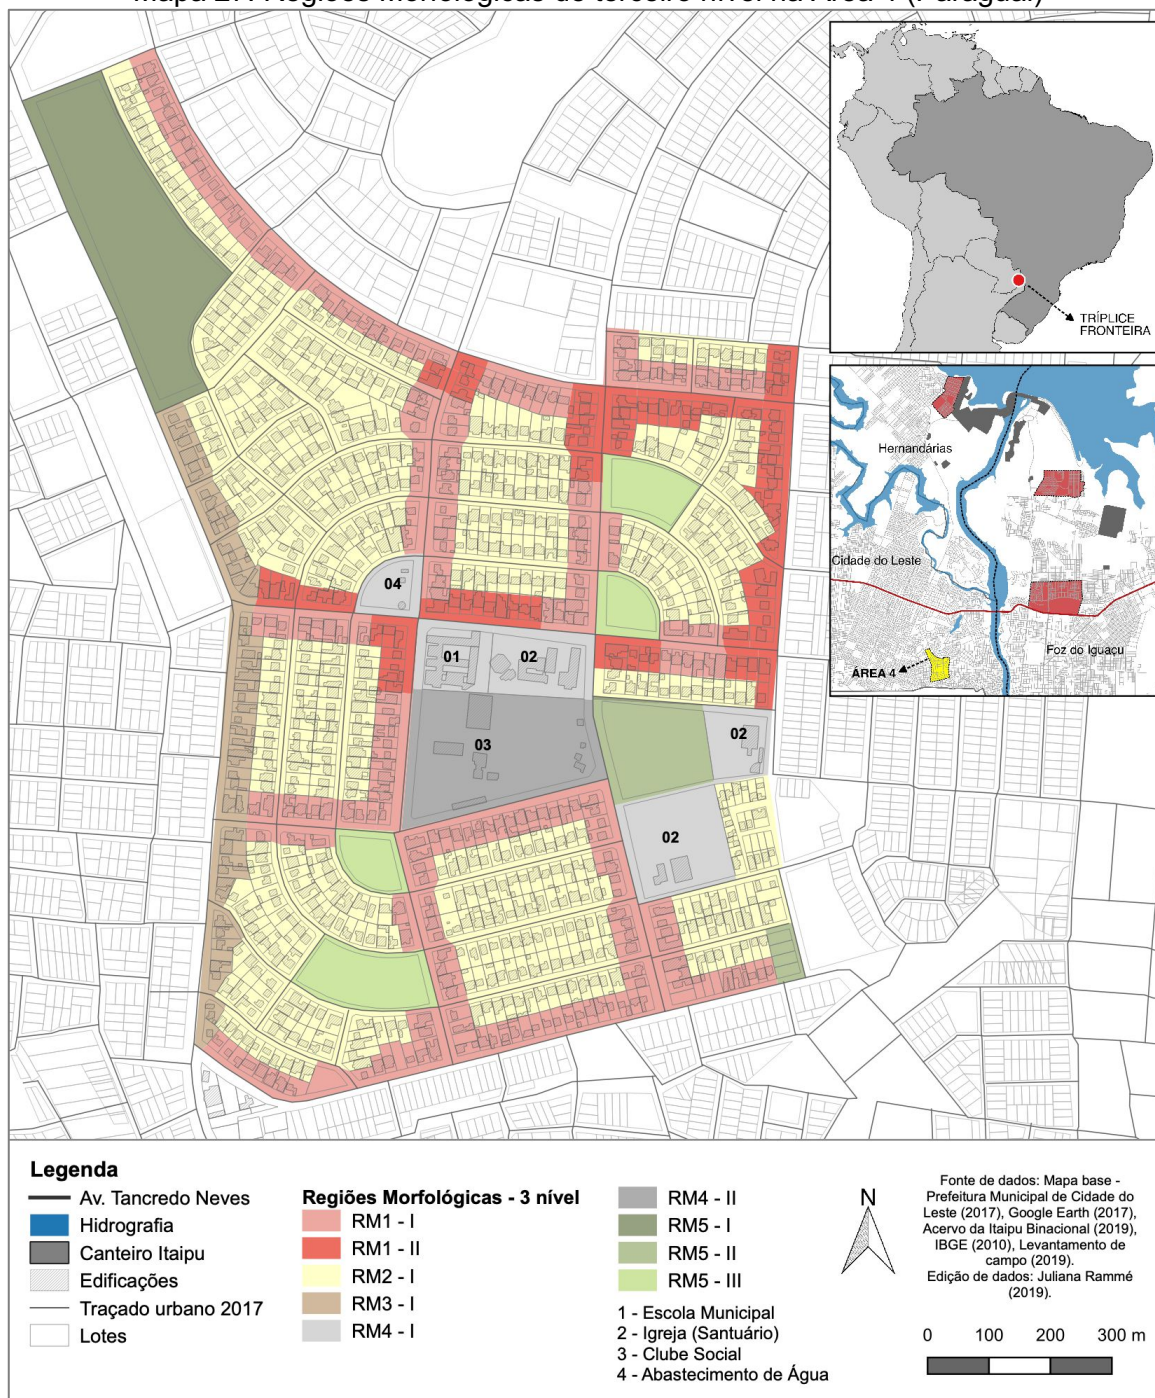 TRÍPLICE
FRONTEIRA
Hernandárias
Cidade do Leste
Foz do Iguaçu
ÁREA 4
04
01
02
03
02
02
Legenda
Av. Tancredo Neves
Hidrografia
Canteiro Itaipu
Edificações
Traçado urbano 2017
Lotes
Regiões Morfológicas - 3 nível
RM1 - I
RM1 - II
RM2 - I
RM3 - I
RM4 - I
RM4 - II
RM5 - I
RM5 - II
RM5 - III
1 - Escola Municipal
2 - Igreja (Santuário)
3 - Clube Social
4 - Abastecimento de Água
N
Fonte de dados: Mapa base -
Prefeitura Municipal de Cidade do
Leste (2017), Google Earth (2017),
Acervo da Itaipu Binacional (2019),
IBGE (2010), Levantamento de
campo (2019).
Edição de dados: Juliana Rammé
(2019).
0 100 200 300 m